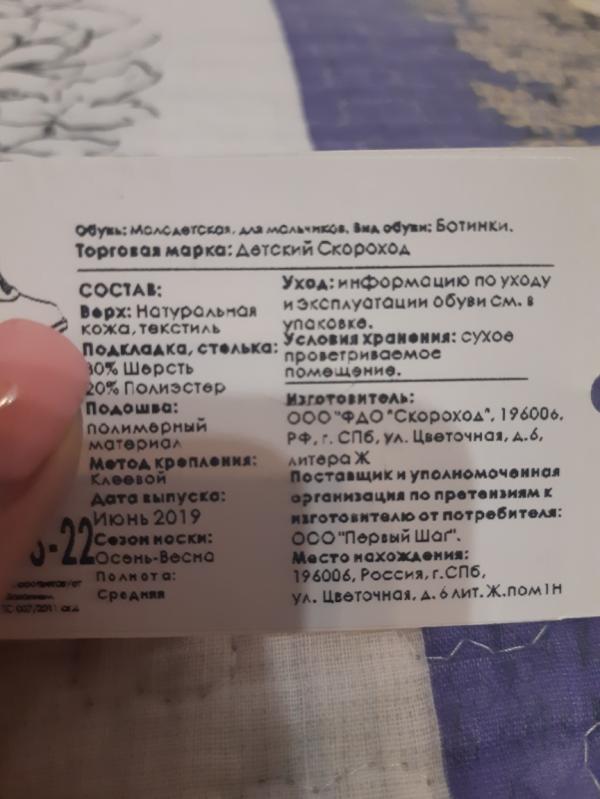 Обувь: Малодетская, для мальчиков. Вид обуви: Ботинки.
Торговая марка: Детский Скороход
СОСТАВ:
Верх: Натуральная
кожа, текстиль
Подкладка, стелька:
80% Шерсть
20% Полиэстер
Подошва:
полимерный
материал
Метод крепления:
Клеевой
Дата выпуска:
Июнь 2019
Сезон носки:
Осень-Весна
Полнота:
Средняя
-22
ТС 007/2011
Уход: информацию по уходу
и эксплуатации обуви см. в
упаковке.
Условия хранения: сухое
проветриваемое
помещение.
Изготовитель:
ООО "ФДО "Скороход", 196006,
РФ, г. СПб, ул. Цветочная, д.6,
литера Ж
Поставщик и уполномоченная
организация по претензиям к
изготовителю от потребителя:
ООО "Первый Шаг".
Место нахождения:
196006, Россия, г.СПб,
ул. Цветочная, д. 6 лит. Ж.пом1Н